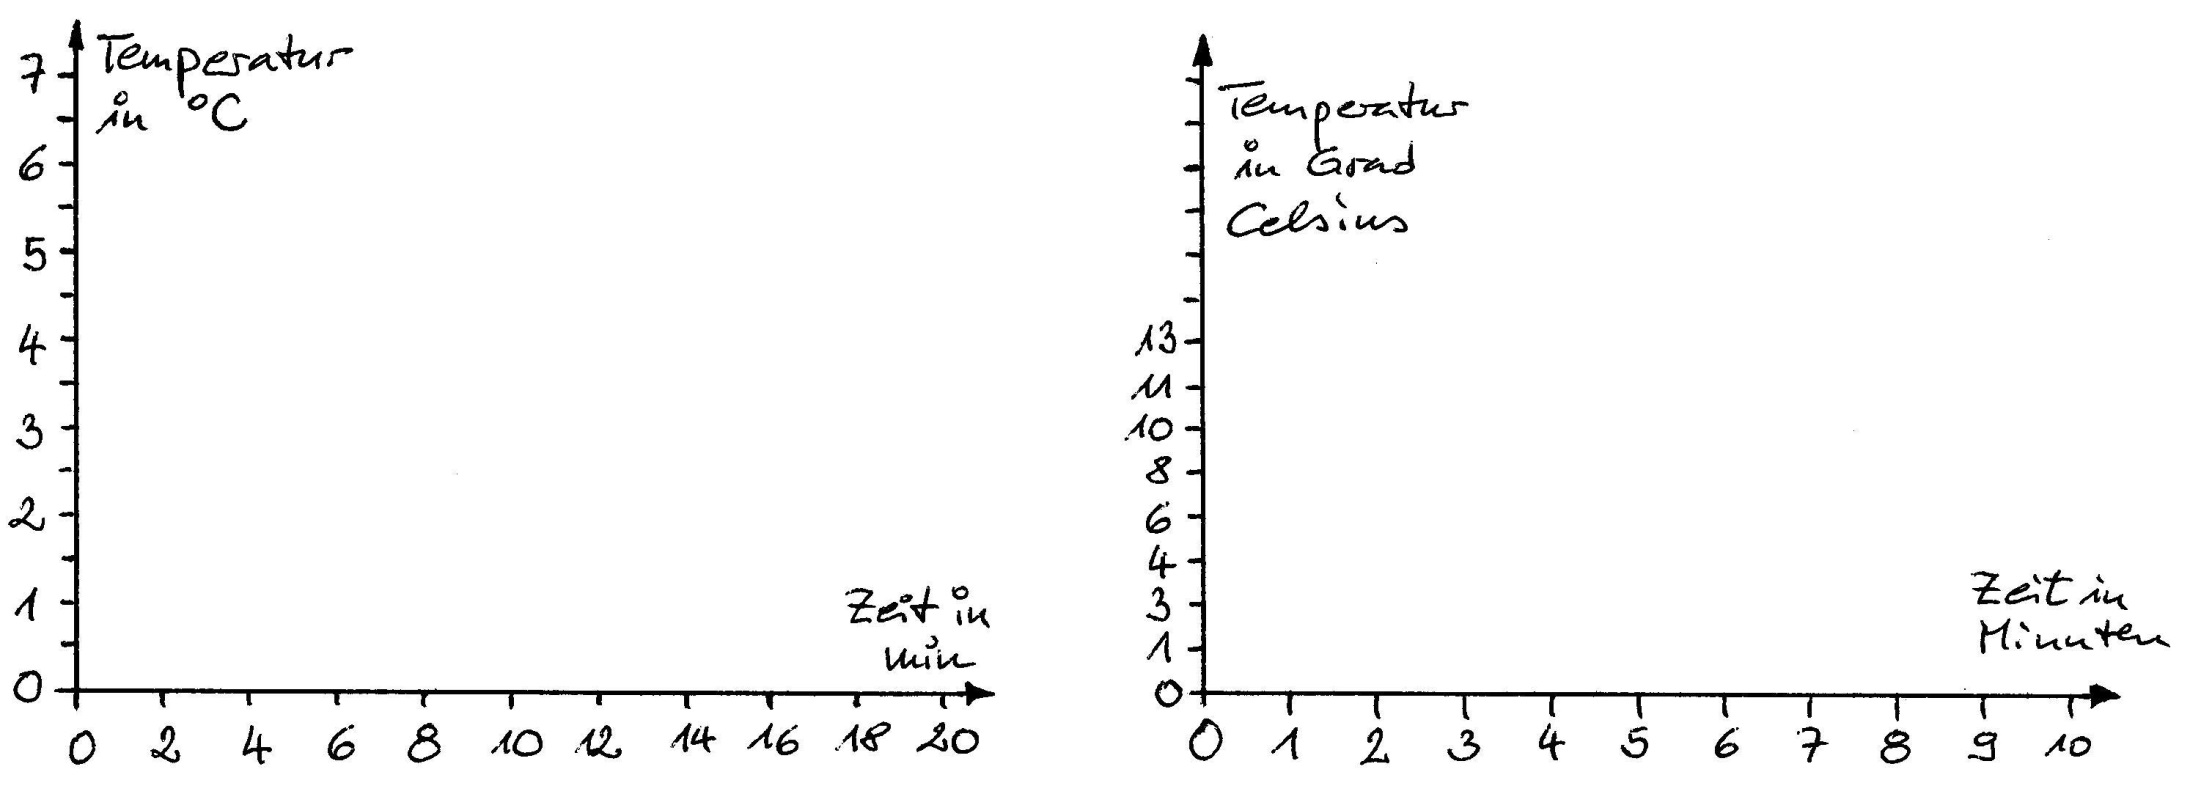 Temperatur
in °C
7
6
5
4
3
2
1
0
Zeit in
min
0 2 4 6 8 10 12 14 16 18 20
Temperatur
in Grad
Celsius
13
11
10
8
6
4
3
1
0
Zeit in
Minuten
0 1 2 3 4 5 6 7 8 9 10